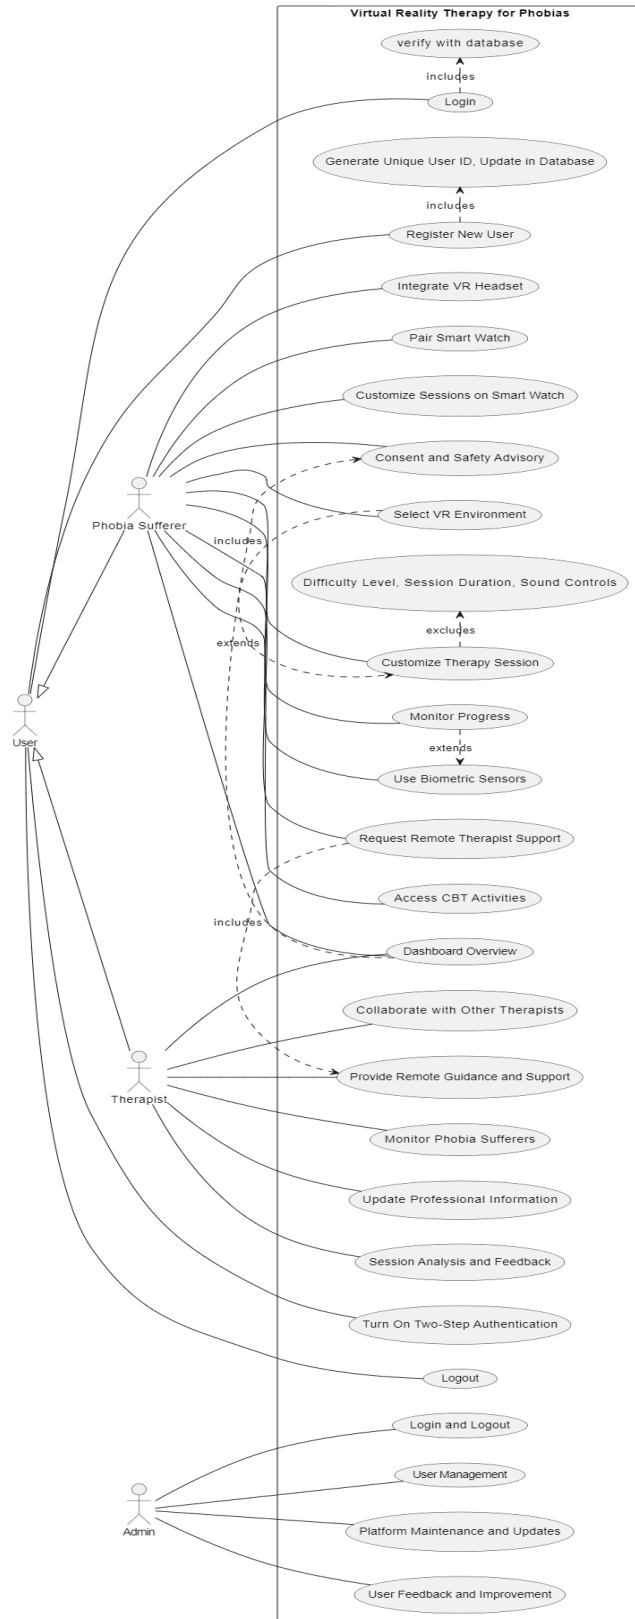 Virtual Reality Therapy for Phobias
verify with database
includes
Login
Generate Unique User ID, Update in Database
includes
Register New User
Integrate VR Headset
Pair Smart Watch
Customize Sessions on Smart Watch
Consent and Safety Advisory
Phobia Sufferer
Select VR Environment
includes
Difficulty Level, Session Duration, Sound Controls
excludes
extends
Customize Therapy Session
Monitor Progress
User
extends
Use Biometric Sensors
Request Remote Therapist Support
Access CBT Activities
includes
Dashboard Overview
Collaborate with Other Therapists
Provide Remote Guidance and Support
Therapist
Monitor Phobia Sufferers
Update Professional Information
Session Analysis and Feedback
Turn On Two-Step Authentication
Logout
Login and Logout
User Management
Admin
Platform Maintenance and Updates
User Feedback and Improvement